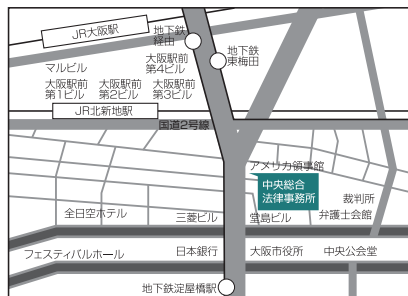 JR大阪駅
地下鉄
経由
地下鉄
東梅田
マルビル
大阪駅前
第4ビル
大阪駅前
第1ビル
大阪駅前
第2ビル
大阪駅前
第3ビル
JR北新地駅
国道2号線
アメリカ領事館
中央総合
法律事務所
裁判所
弁護士会館
全日空ホテル
三菱ビル
堂島ビル
フェスティバルホール
日本銀行
大阪市役所
中央公会堂
地下鉄淀屋橋駅